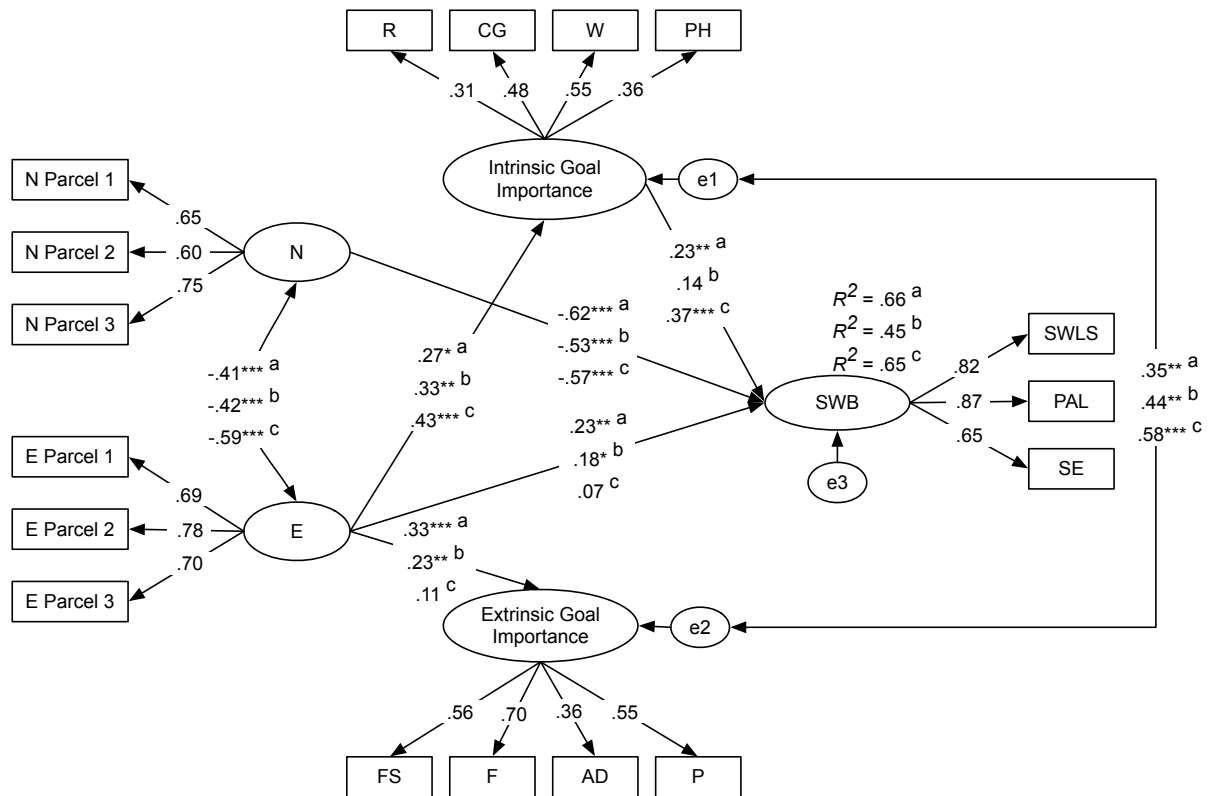 R
CG
W
PH
.31
.48
.55
.36
Intrinsic Goal
Importance
e1
N Parcel 1
N Parcel 2
N Parcel 3
.65
.60
.75
N
.23** a
.14 b
.37*** c
-.62*** a
-.53*** b
-.57*** c
R² = .66 a
R² = .45 b
R² = .65 c
SWB
e3
.82
.87
.65
SWLS
PAL
SE
.35** a
.44** b
.58*** c
-.41*** a
-.42*** b
-.59*** c
.27* a
.33** b
.43*** c
.23** a
.18* b
.07 c
E Parcel 1
E Parcel 2
E Parcel 3
.69
.78
.70
E
.33*** a
.23** b
.11 c
Extrinsic Goal
Importance
e2
.56
.70
.36
.55
FS
F
AD
P